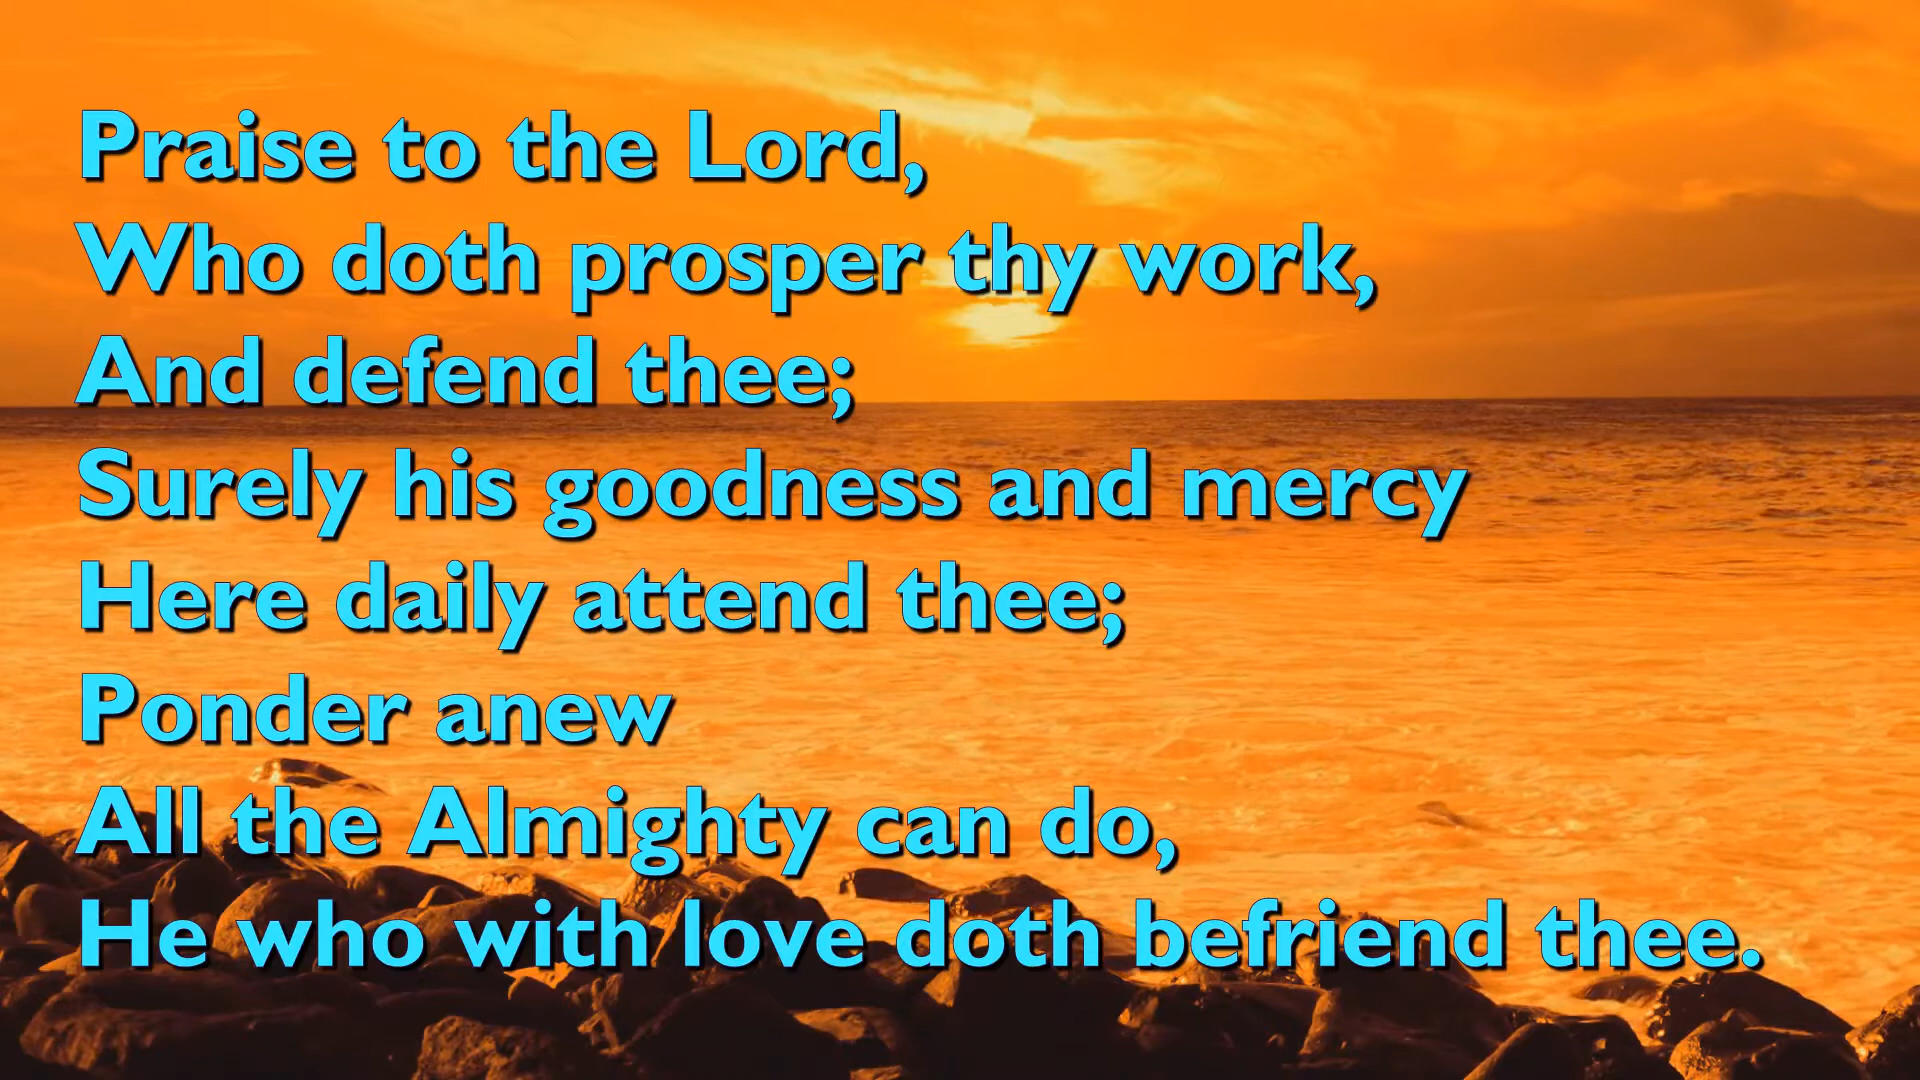 Praise to the Lord,
Who doth prosper thy work,
And defend thee;
Surely his goodness and mercy
Here daily attend thee;
Ponder anew
All the Almighty can do,
He who with love doth befriend thee.